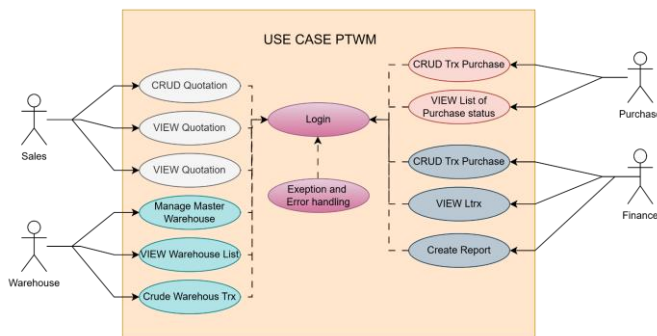 USE CASE PTWM
CRUD Quotation
VIEW Quotation
VIEW Quotation
Sales
Manage Master
Warehouse
VIEW Warehouse List
Crude Warehous Trx
Warehouse
Login
Exeption and
Error handling
CRUD Trx Purchase
VIEW List of
Purchase status
Purchase
CRUD Trx Purchase
VIEW Ltrx
Create Report
Finance